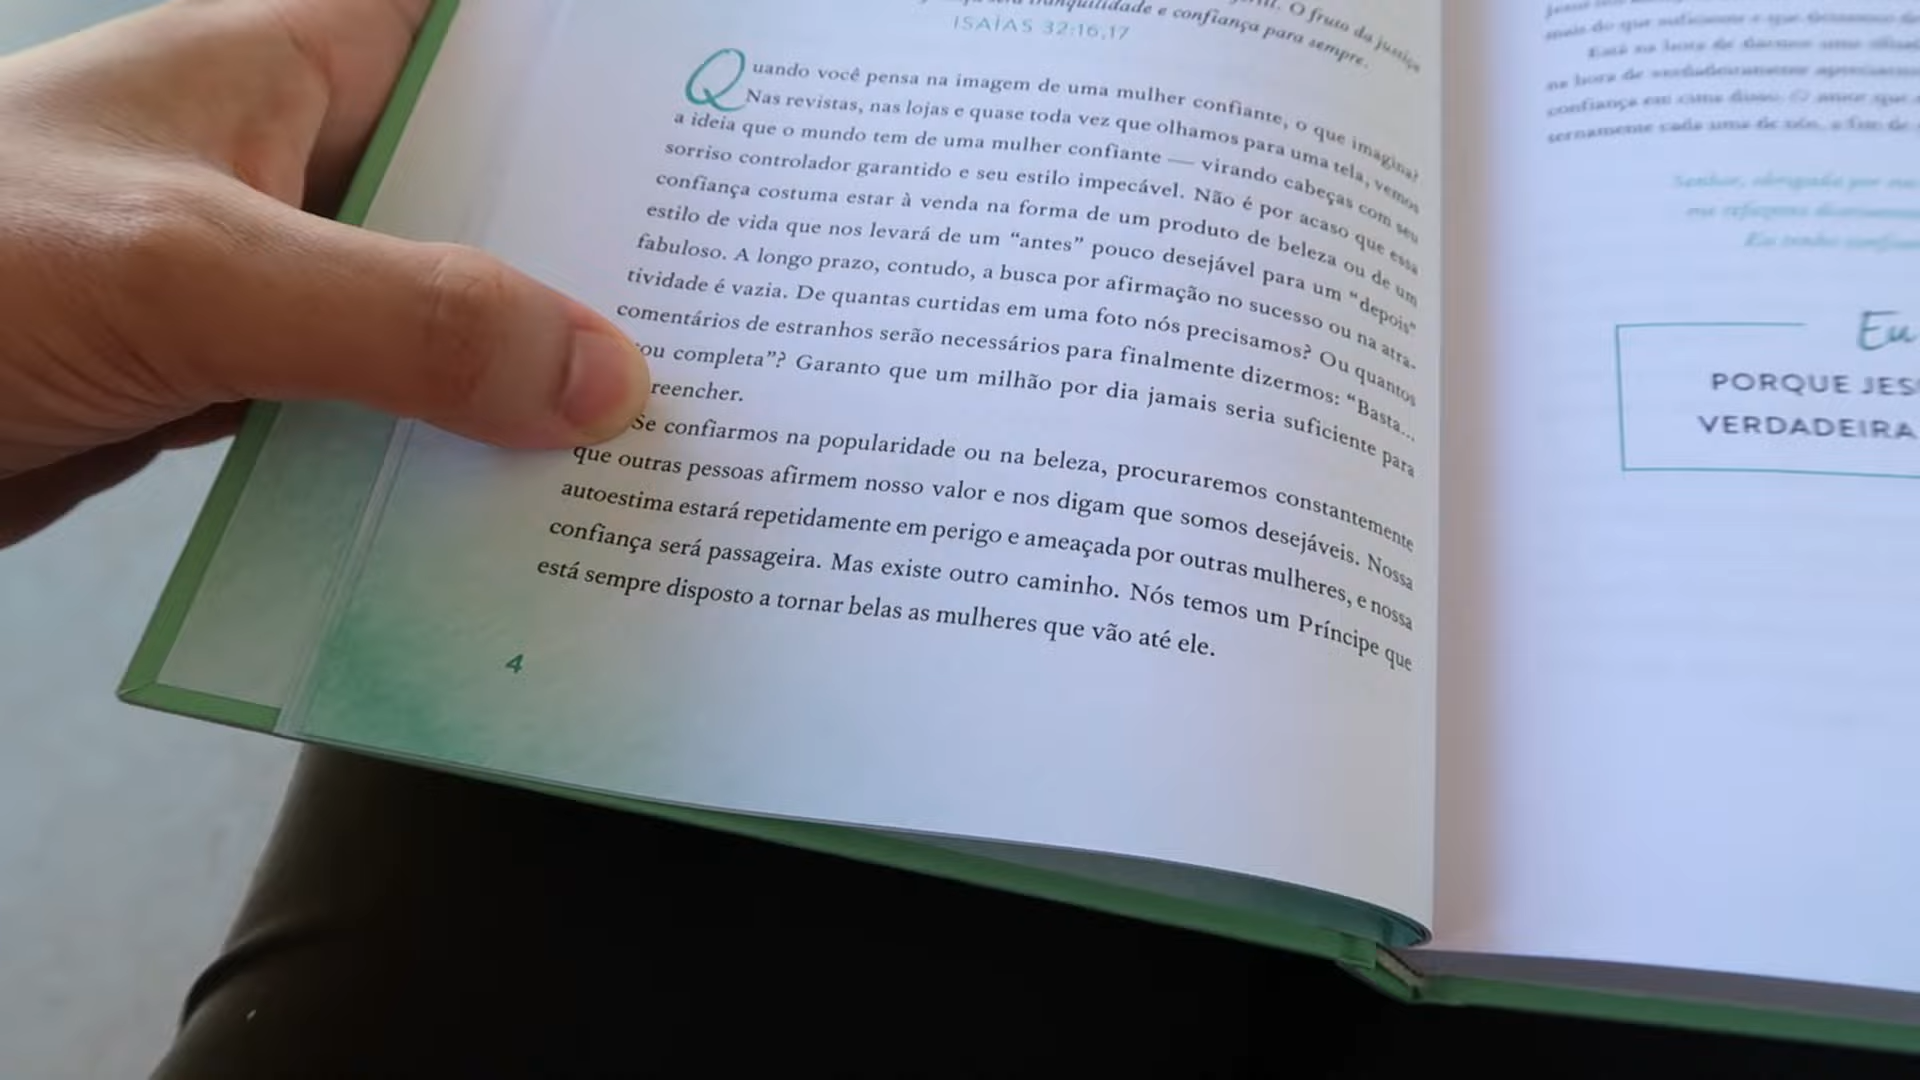 O fruto da justiça
tranquilidade e confiança para sempre.
ISAÍAS 32:16,17
Quando você pensa na imagem de uma mulher confiante, o que imagina?
Nas revistas, nas lojas e quase toda vez que olhamos para uma tela, vemos
a ideia que o mundo tem de uma mulher confiante — virando cabeças com seu
sorriso controlador garantido e seu estilo impecável. Não é por acaso que essa
confiança costuma estar à venda na forma de um produto de beleza ou de um
estilo de vida que nos levará de um “antes” pouco desejável para um “depois”
fabuloso. A longo prazo, contudo, a busca por afirmação no sucesso ou na atra-
tividade é vazia. De quantas curtidas em uma foto nós precisamos? Ou quantos
comentários de estranhos serão necessários para finalmente dizermos: “Basta...
ou completa”? Garanto que um milhão por dia jamais seria suficiente para
reencher.
Se confiarmos na popularidade ou na beleza, procuraremos constantemente
que outras pessoas afirmem nosso valor e nos digam que somos desejáveis. Nossa
autoestima estará repetidamente em perigo e ameaçada por outras mulheres, e nossa
confiança será passageira. Mas existe outro caminho. Nós temos um Príncipe que
está sempre disposto a tornar belas as mulheres que vão até ele.
4
Eu
PORQUE JES
VERDADEIRA